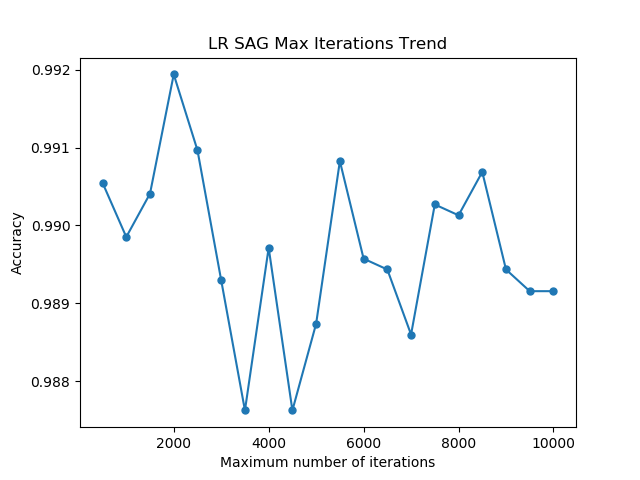 LR SAG Max Iterations Trend
0.992
0.991
0.990
0.989
0.988
Accuracy
2000 4000 6000 8000 10000
Maximum number of iterations